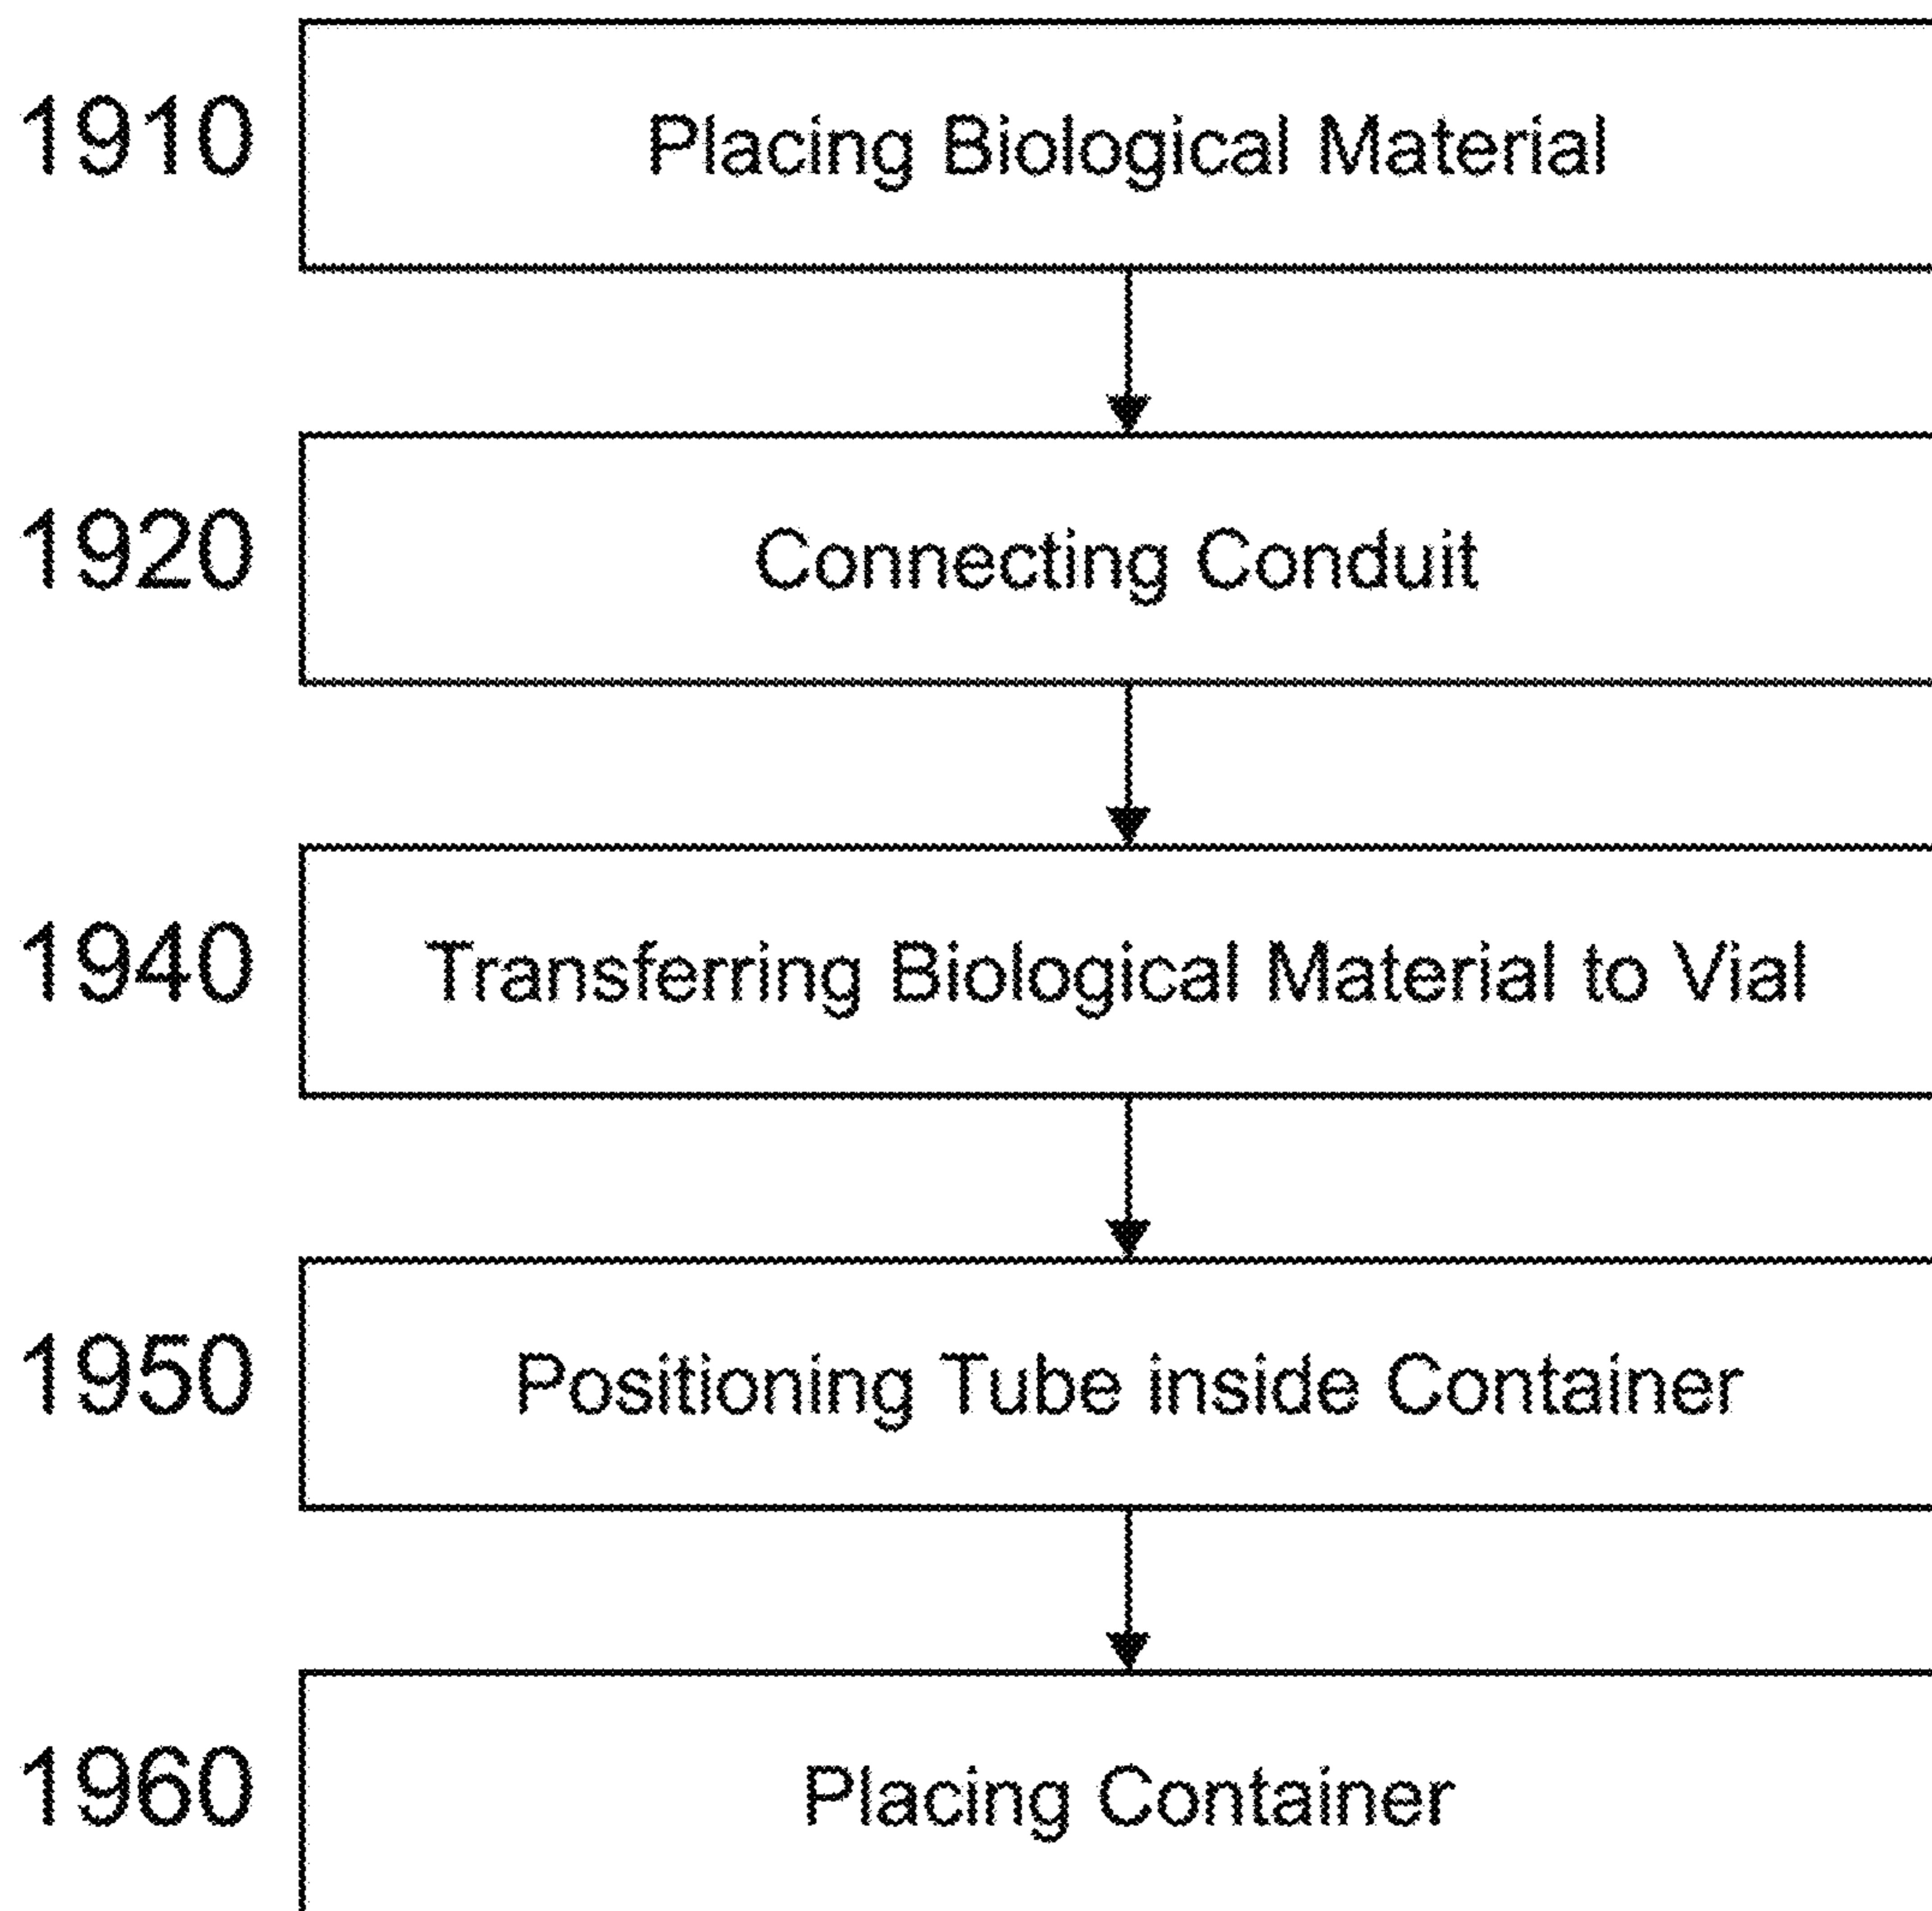 1910 Placing Biological Material
1920 Connecting Conduit
1940 Transferring Biological Material to Vial
1950 Positioning Tube inside Container
1960 Placing Container